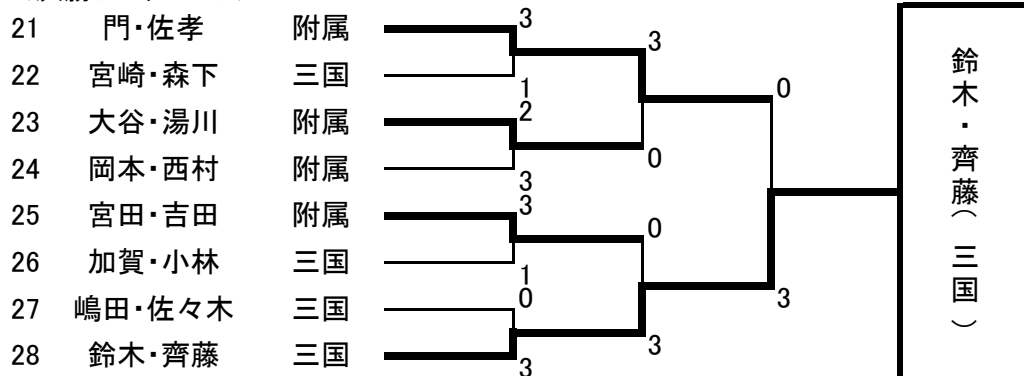 21 門・佐孝 附属
22 宮崎・森下 三国
23 大谷・湯川 附属
24 岡本・西村 附属
25 宮田・吉田 附属
26 加賀・小林 三国
27 嶋田・佐々木 三国
28 鈴木・齊藤 三国
3
1
2
3
3
1
0
3
3
0
0
3
0
3
鈴木・齊藤(三国)